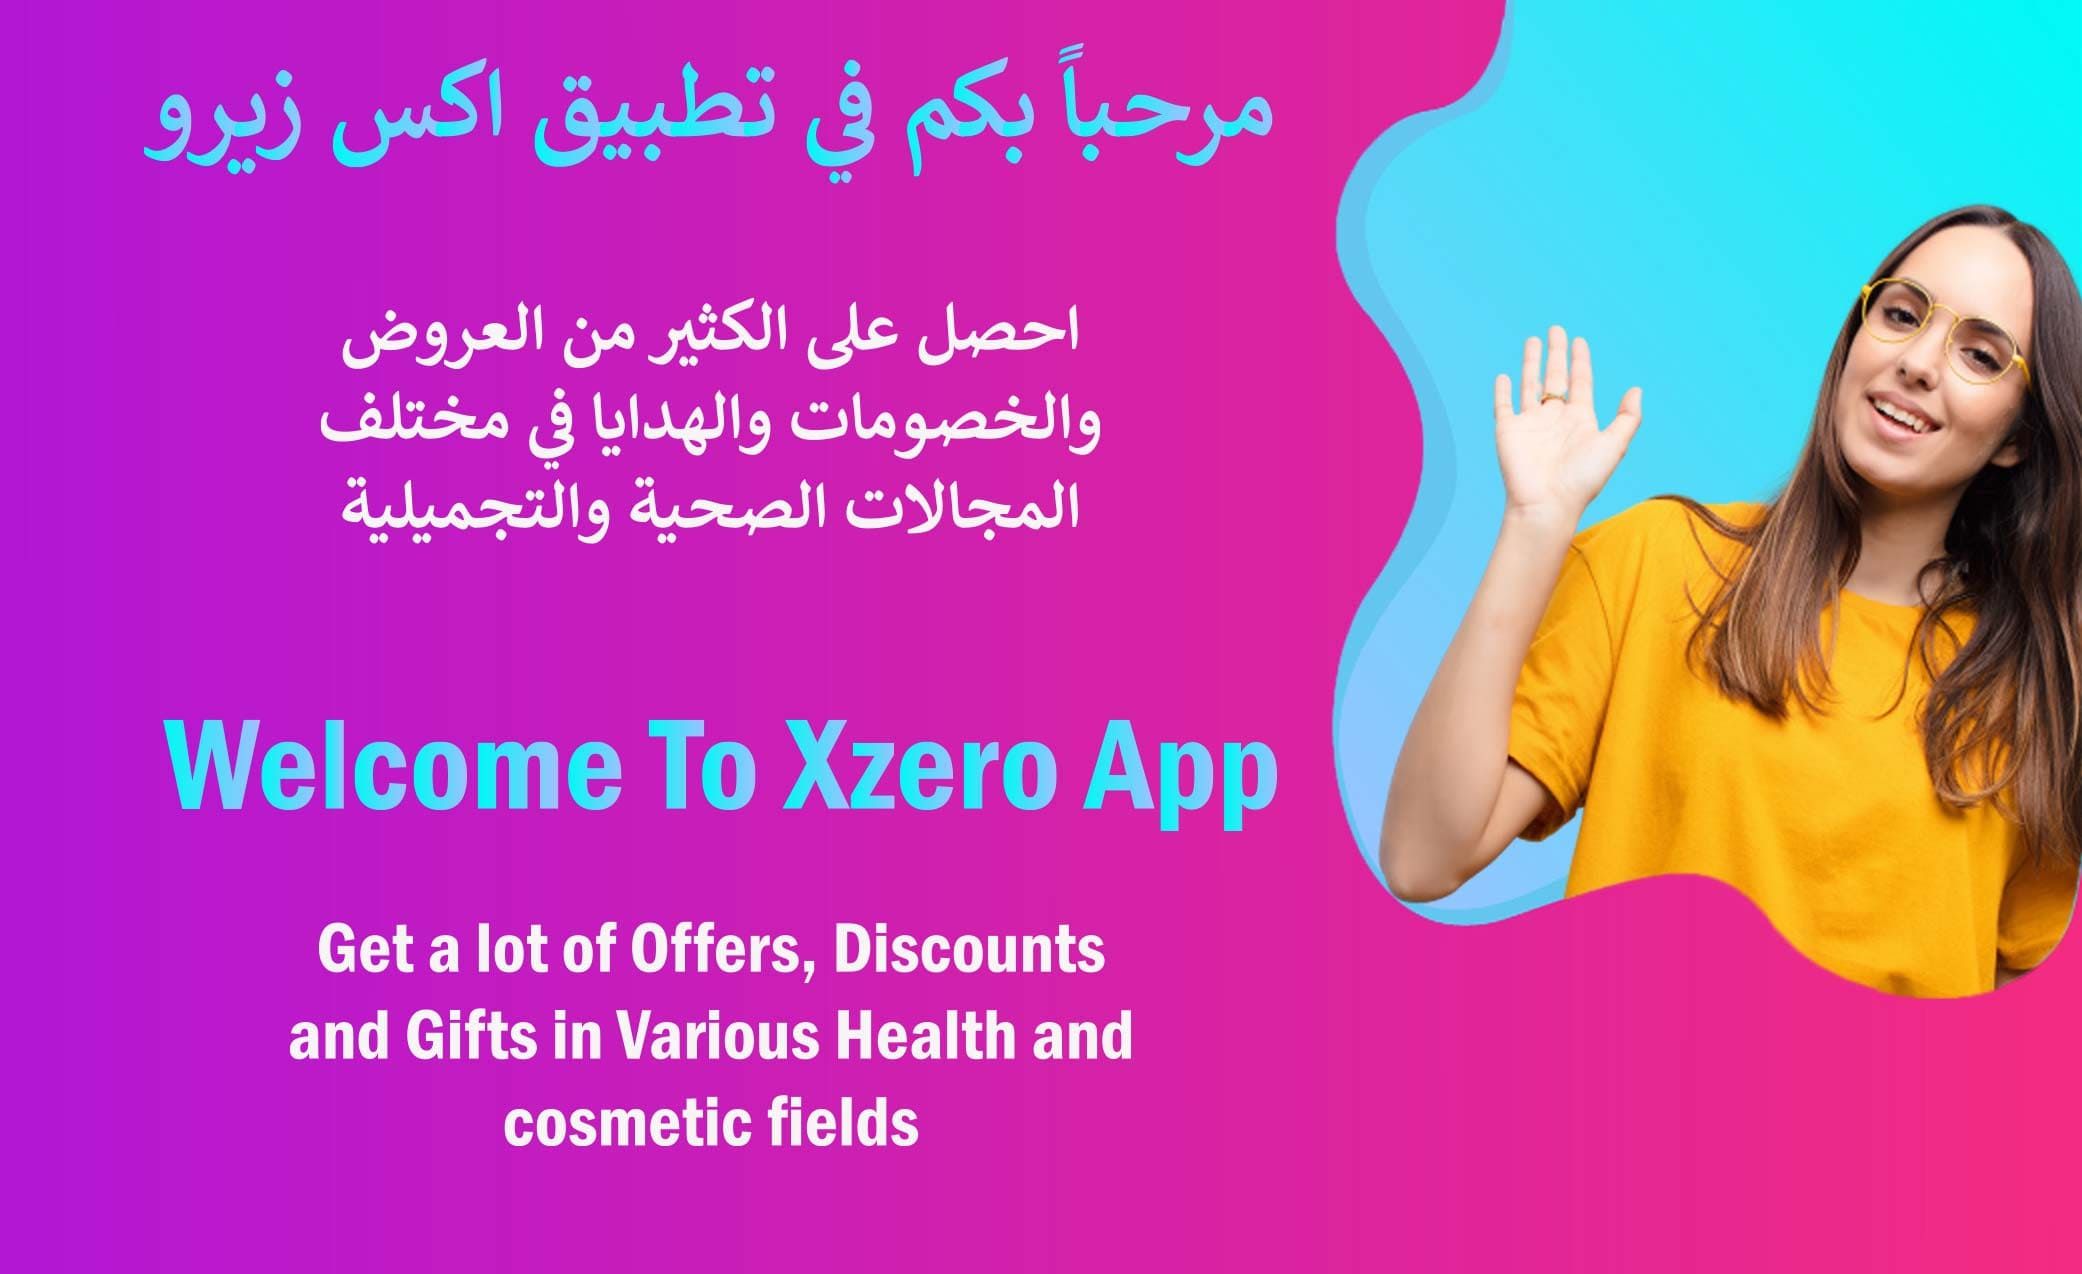 مرحباً بكم في تطبيق اكس زيرو
احصل على الكثير من العروض
والخصومات والهدايا في مختلف
المجالات الصحية والتجميلية
Welcome To Xzero App
Get a lot of Offers, Discounts
and Gifts in Various Health and
cosmetic fields